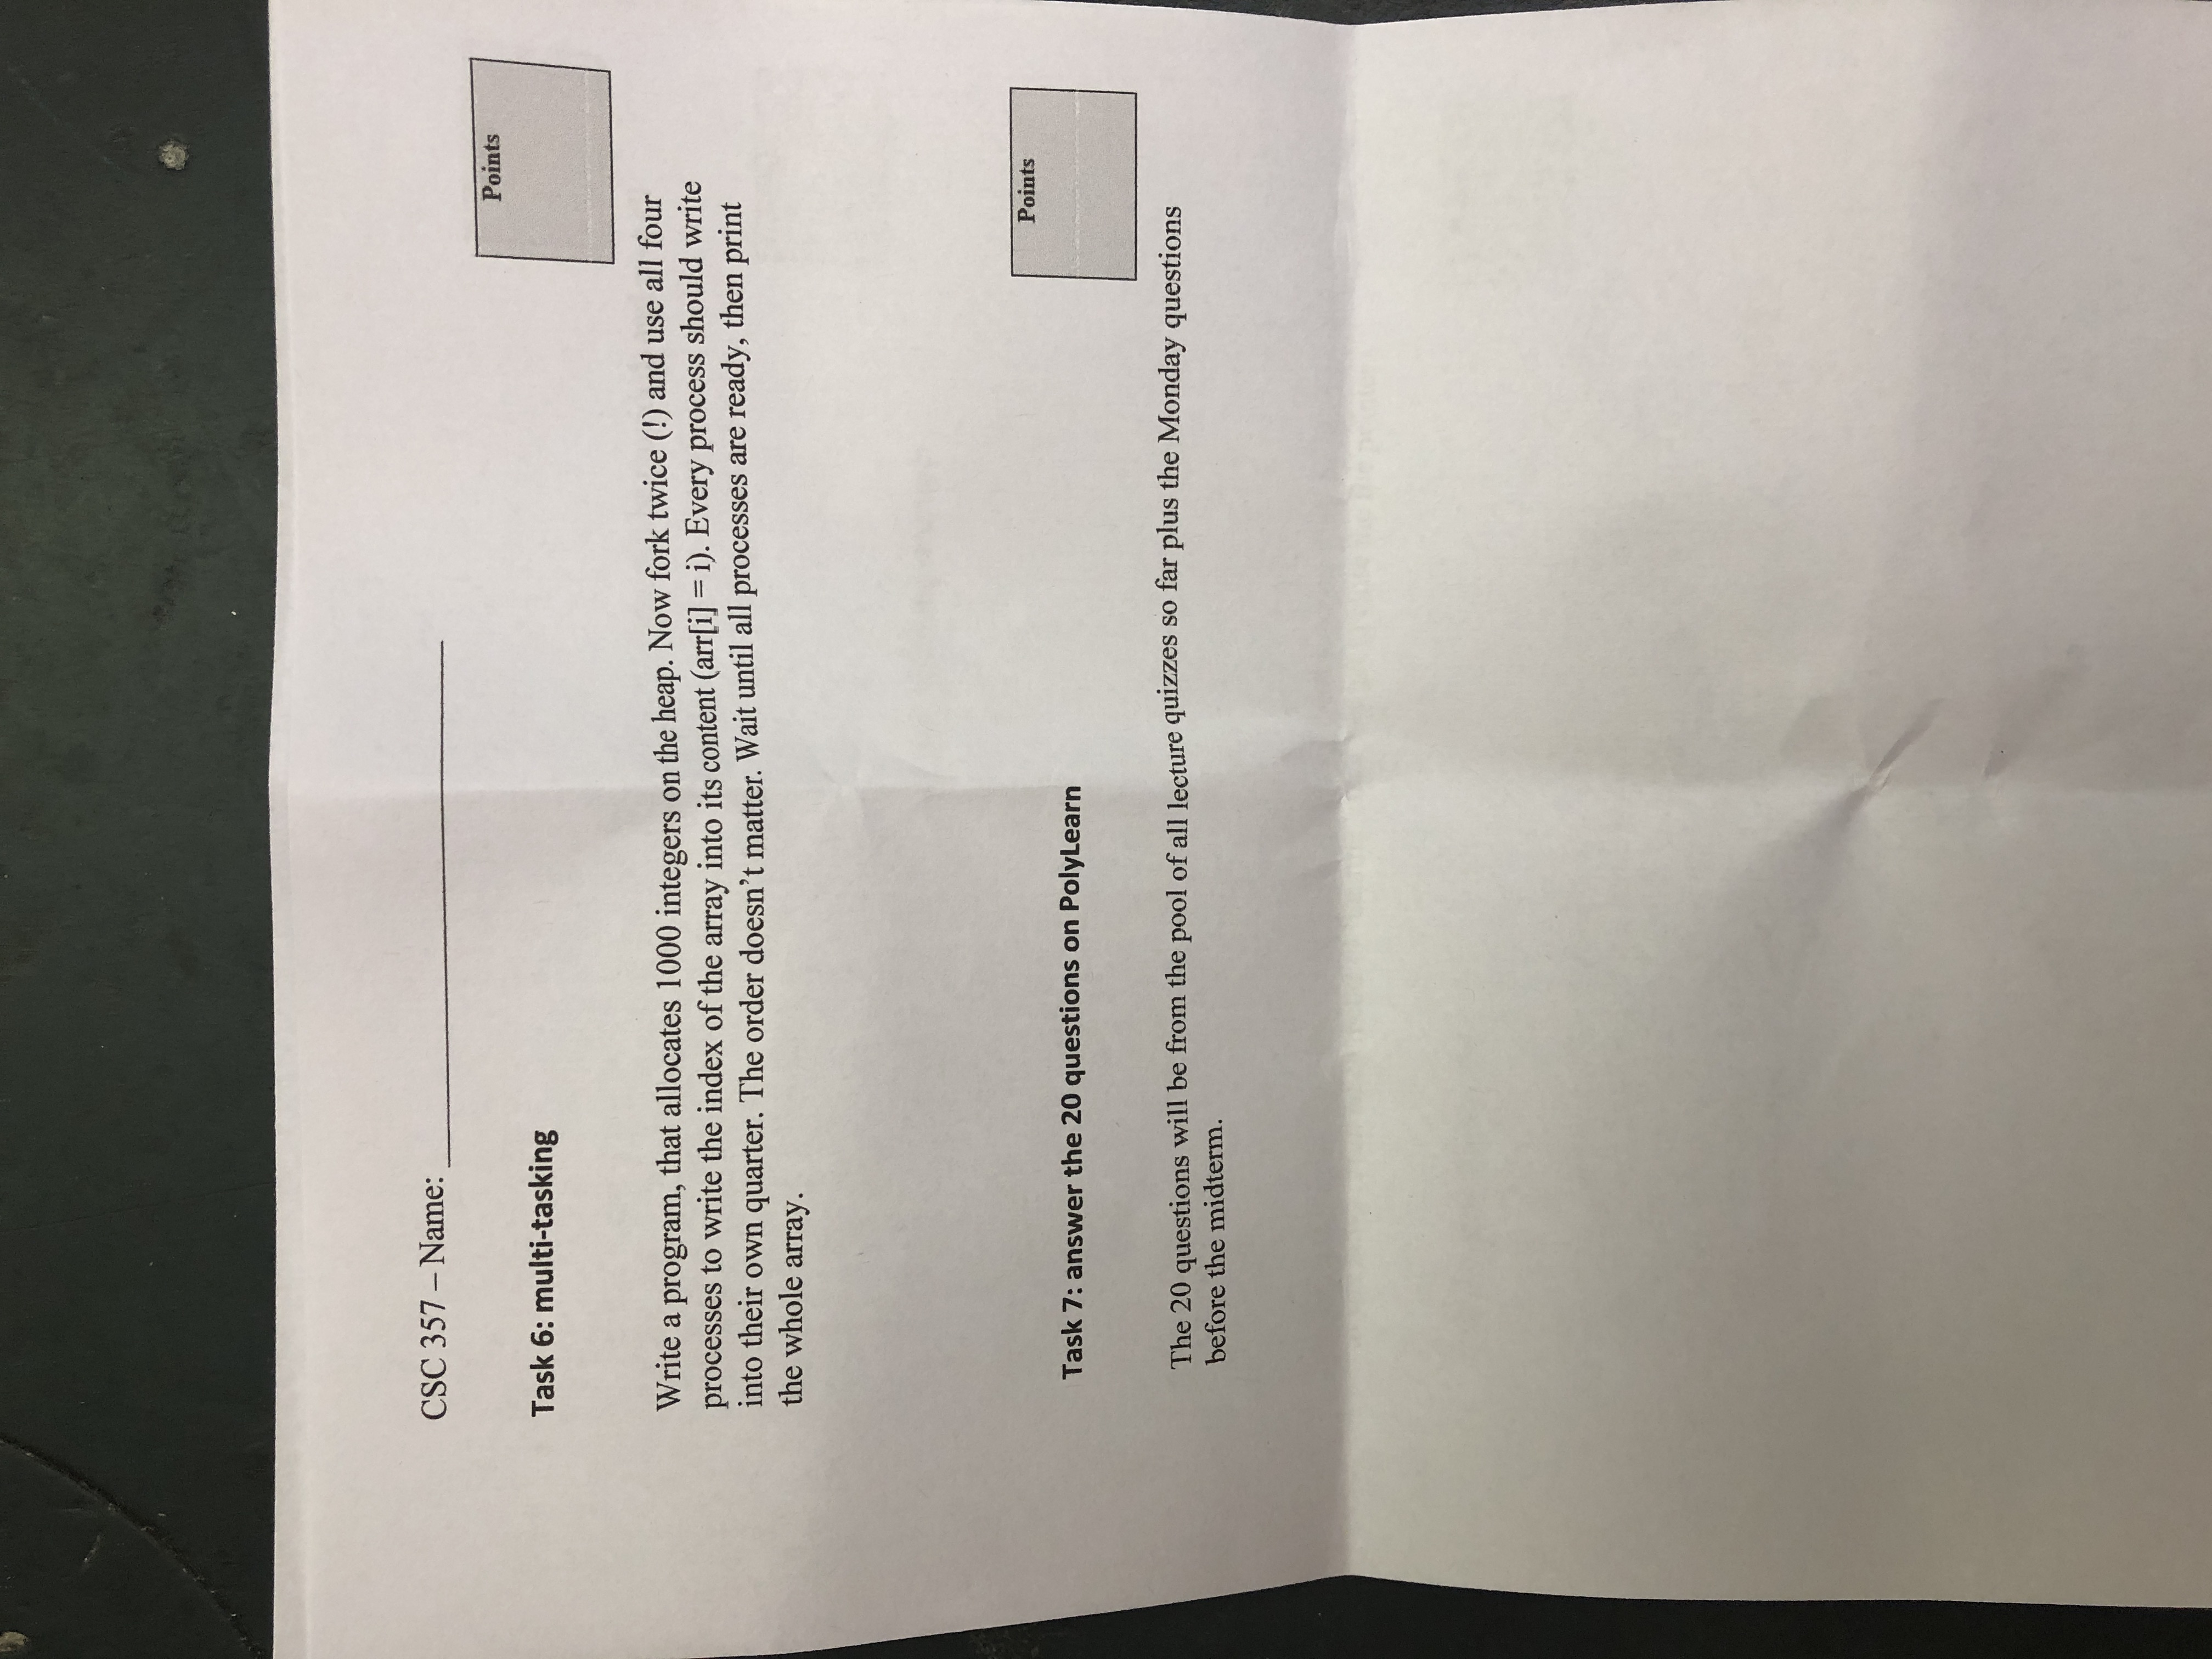 CSC 357 – Name:
Points
Task 6: multi-tasking
Write a program, that allocates 1000 integers on the heap. Now fork twice (!) and use all four
processes to write the index of the array into its content (arr[i] = i). Every process should write
into their own quarter. The order doesn’t matter. Wait until all processes are ready, then print
the whole array.
Points
Task 7: answer the 20 questions on PolyLearn
The 20 questions will be from the pool of all lecture quizzes so far plus the Monday questions
before the midterm.